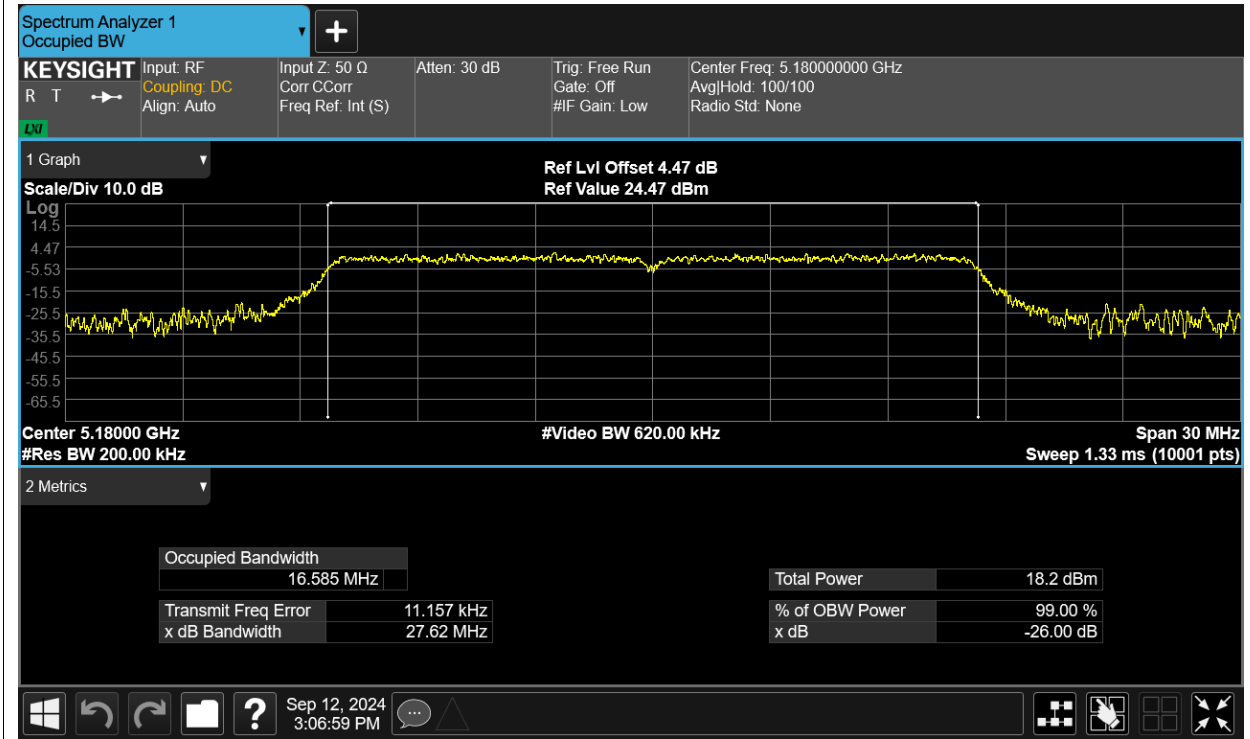 Spectrum Analyzer 1
Occupied BW
KEYSIGHT
R T
LXI
Input: RF
Coupling: DC
Align: Auto
Input Z: 50 Ω
Corr CCorr
Freq Ref: Int (S)
Atten: 30 dB
Trig: Free Run
Gate: Off
#IF Gain: Low
Center Freq: 5.180000000 GHz
Avg|Hold: 100/100
Radio Std: None
1 Graph
Ref Lvl Offset 4.47 dB
Scale/Div 10.0 dB
Ref Value 24.47 dBm
Log
14.5
4.47
-5.53
-15.5
-25.5
-35.5
-45.5
-55.5
-65.5
Center 5.18000 GHz
#Video BW 620.00 kHz
Span 30 MHz
#Res BW 200.00 kHz
Sweep 1.33 ms (10001 pts)
2 Metrics
Occupied Bandwidth
16.585 MHz
Total Power 18.2 dBm
Transmit Freq Error 11.157 kHz
% of OBW Power 99.00 %
x dB Bandwidth 27.62 MHz
x dB -26.00 dB
?
Sep 12, 2024
3:06:59 PM